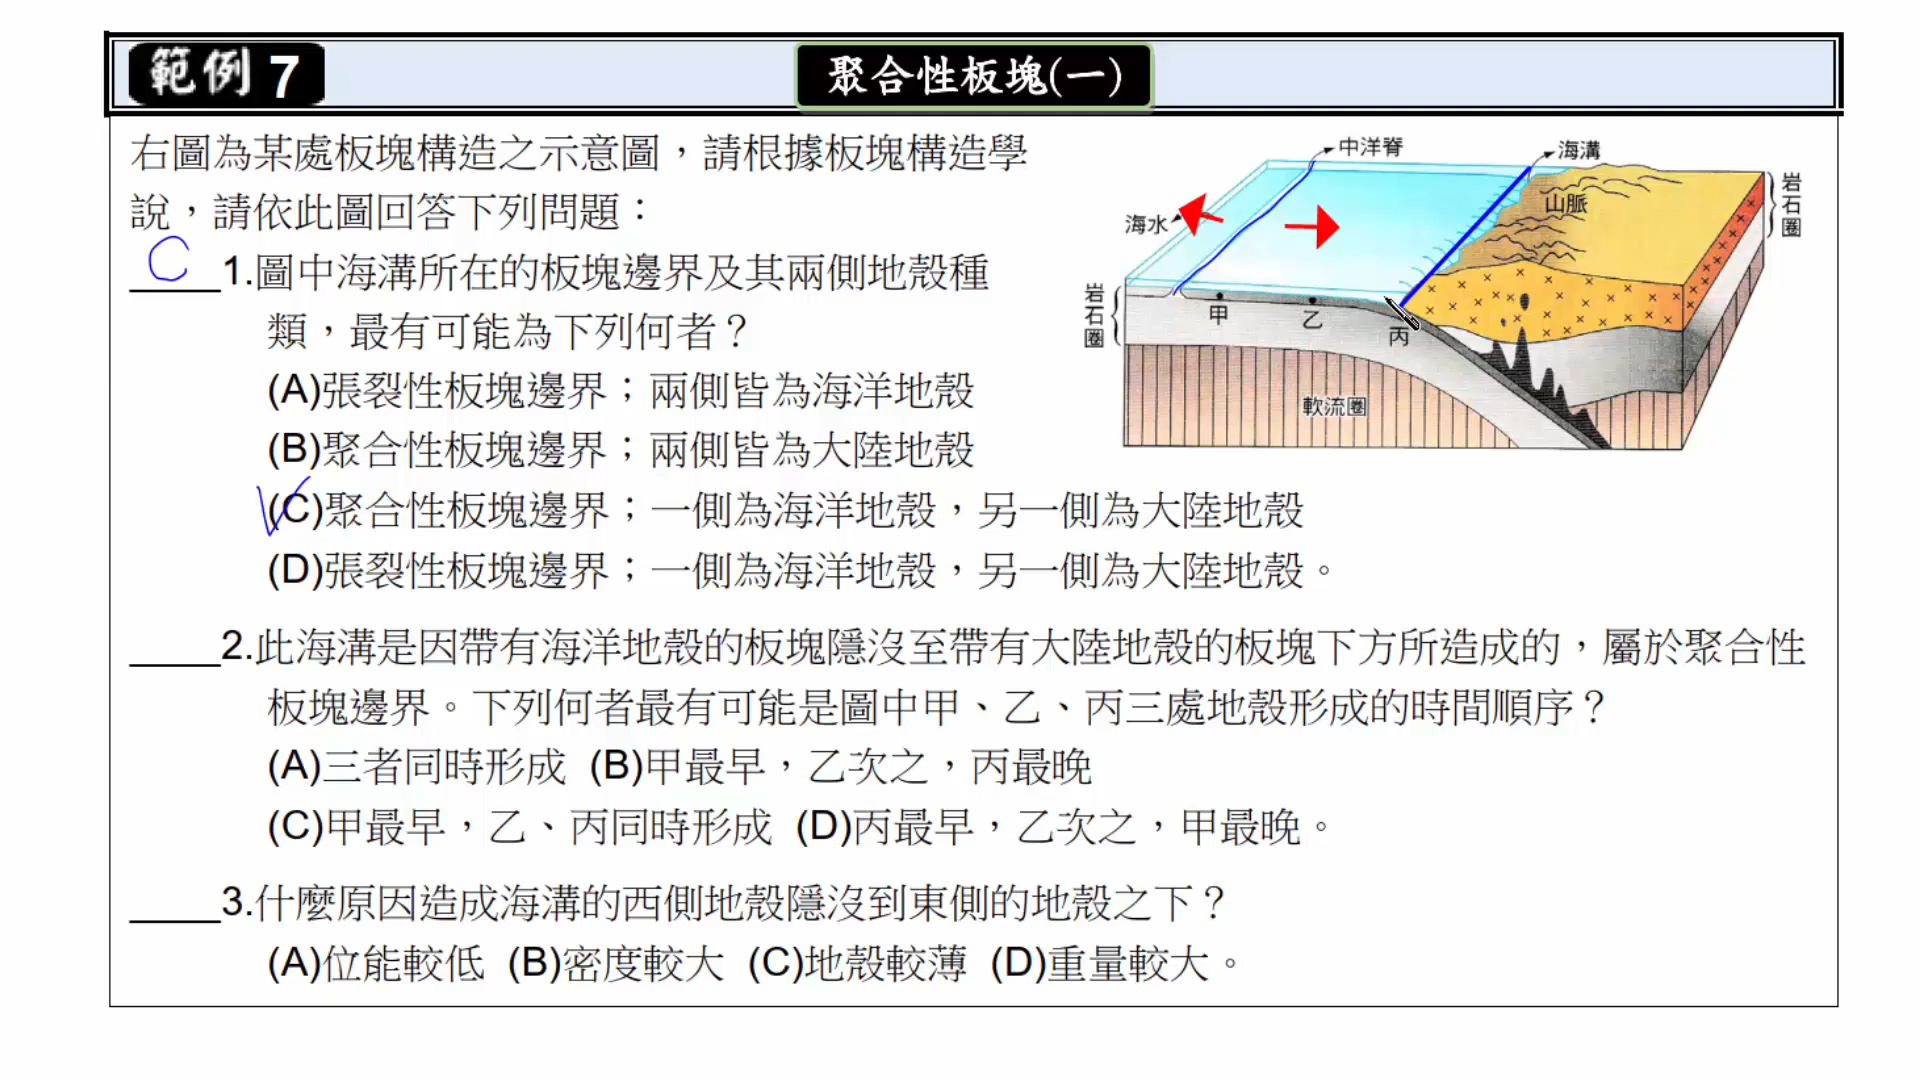 範例 7
聚合性板塊(一)
右圖為某處板塊構造之示意圖，請根據板塊構造學
說，請依此圖回答下列問題：
C
____1.圖中海溝所在的板塊邊界及其兩側地殼種
類，最有可能為下列何者？
(A)張裂性板塊邊界；兩側皆為海洋地殼
(B)聚合性板塊邊界；兩側皆為大陸地殼
(C)聚合性板塊邊界；一側為海洋地殼，另一側為大陸地殼
(D)張裂性板塊邊界；一側為海洋地殼，另一側為大陸地殼。
____2.此海溝是因帶有海洋地殼的板塊隱沒至帶有大陸地殼的板塊下方所造成的，屬於聚合性
板塊邊界。下列何者最有可能是圖中甲、乙、丙三處地殼形成的時間順序？
(A)三者同時形成 (B)甲最早，乙次之，丙最晚
(C)甲最早，乙、丙同時形成 (D)丙最早，乙次之，甲最晚。
____3.什麼原因造成海溝的西側地殼隱沒到東側的地殼之下？
(A)位能較低 (B)密度較大 (C)地殼較薄 (D)重量較大。
中洋脊
海溝
海水
山脈
岩石圈
岩石圈
甲
乙
丙
軟流圈